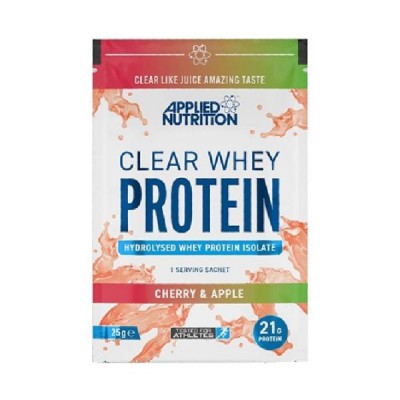 CLEAR LIKE JUICE AMAZING TASTE
APPLIED
NUTRITION
CLEAR WHEY
PROTEIN
HYDROLYSED WHEY PROTEIN ISOLATE
1 SERVING SACHET
CHERRY & APPLE
25g℮
TESTED FOR
ATHLETES
21G
PROTEIN